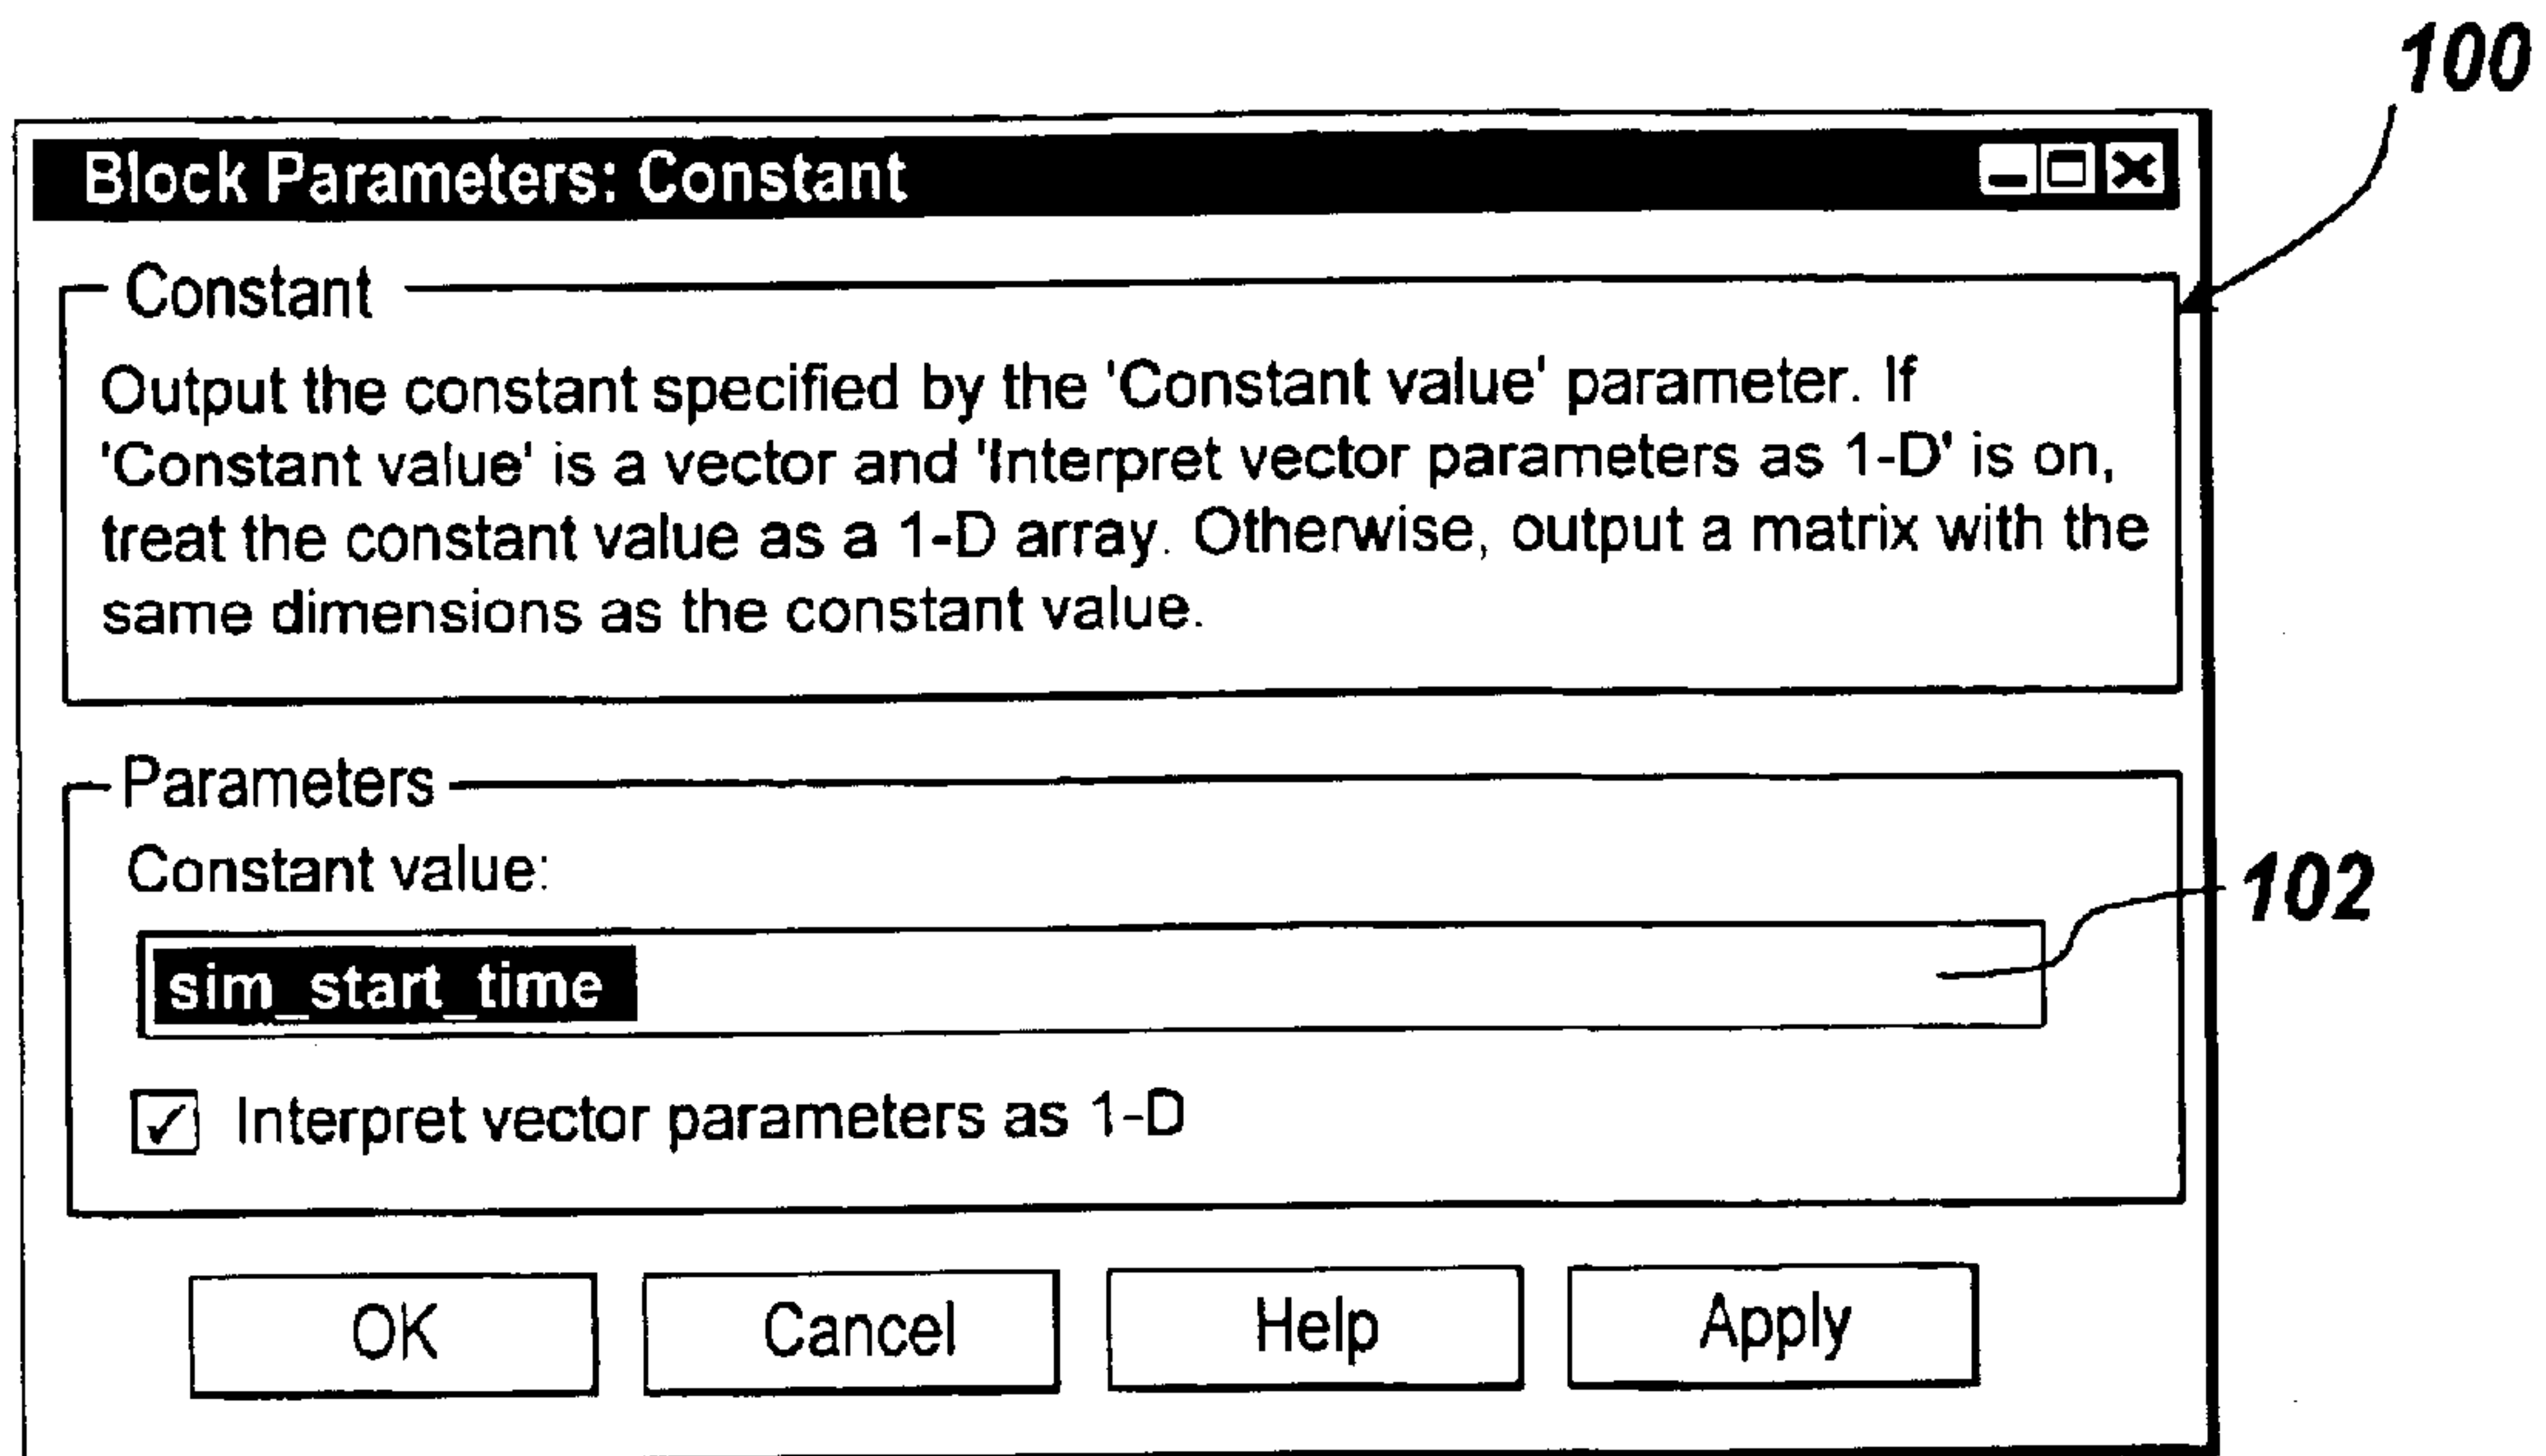 100
Block Parameters: Constant
Constant
Output the constant specified by the 'Constant value' parameter. If
'Constant value' is a vector and 'Interpret vector parameters as 1-D' is on,
treat the constant value as a 1-D array. Otherwise, output a matrix with the
same dimensions as the constant value.
Parameters
Constant value:
102
sim_start_time
Interpret vector parameters as 1-D
OK Cancel Help Apply